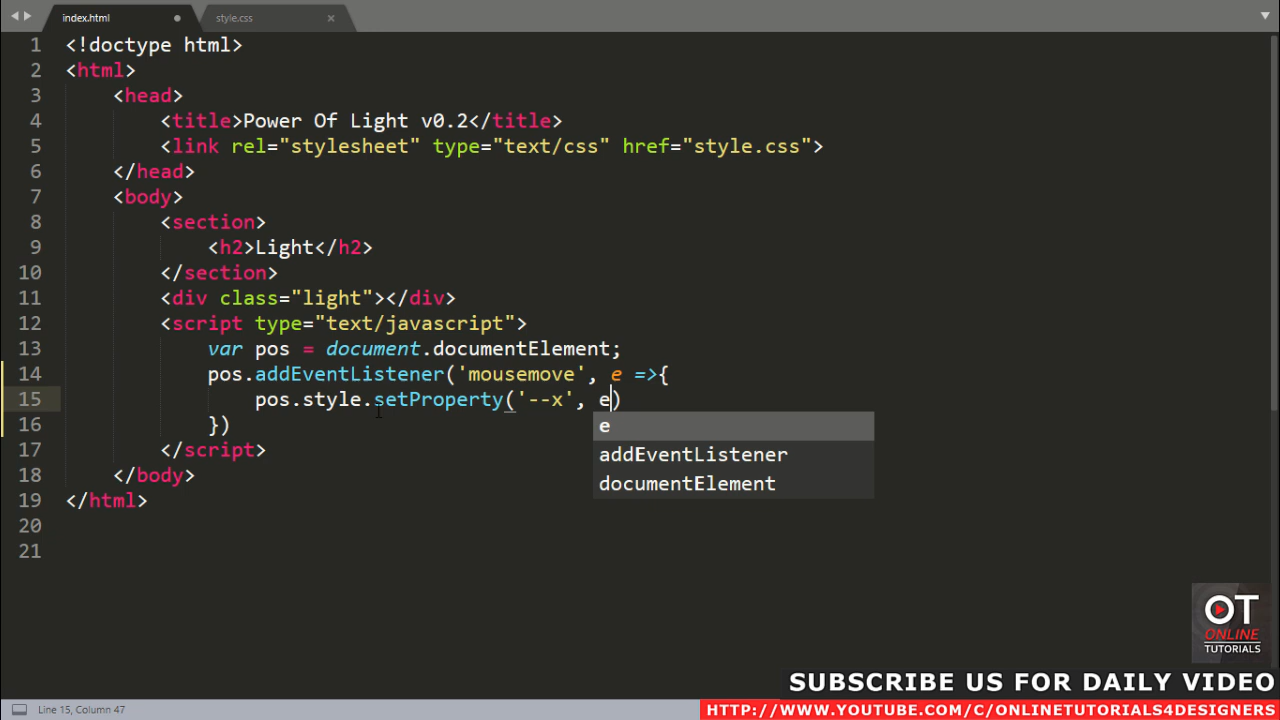 index.html
style.css
1 <!doctype html>
2 <html>
3 <head>
4 <title>Power Of Light v0.2</title>
5 <link rel="stylesheet" type="text/css" href="style.css">
6 </head>
7 <body>
8 <section>
9 <h2>Light</h2>
10 </section>
11 <div class="light"></div>
12 <script type="text/javascript">
13 var pos = document.documentElement;
14 pos.addEventListener('mousemove', e =>{
15 pos.style.setProperty('--x', e)
e
addEventListener
documentElement
16 })
17 </script>
18 </body>
19 </html>
20
21
OT
ONLINE
TUTORIALS
SUBSCRIBE US FOR DAILY VIDEO
HTTP://WWW.YOUTUBE.COM/C/ONLINETUTORIALS4DESIGNERS
Line 15, Column 47